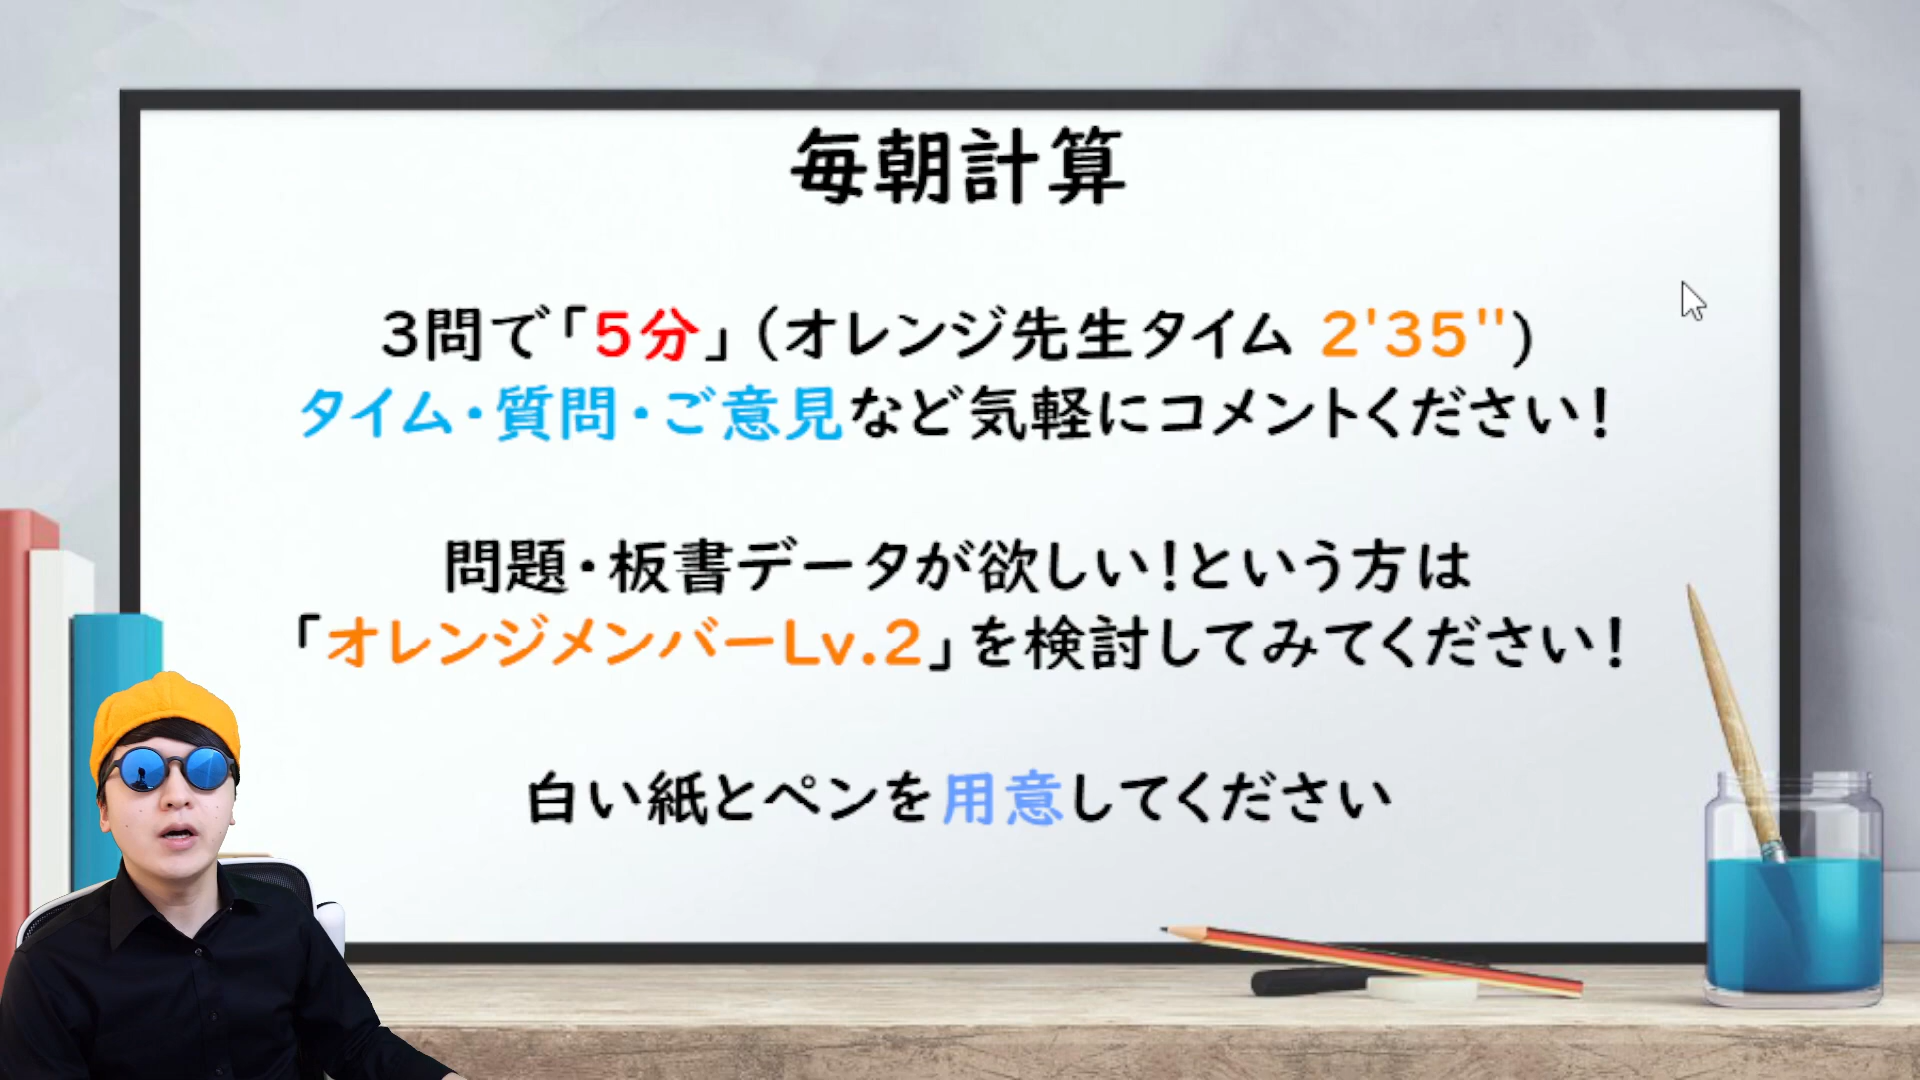 毎朝計算
3問で「5分」（オレンジ先生タイム 2'35"）
タイム・質問・ご意見など気軽にコメントください！
問題・板書データが欲しい！という方は
「オレンジメンバーLv.2」を検討してみてください！
白い紙とペンを用意してください